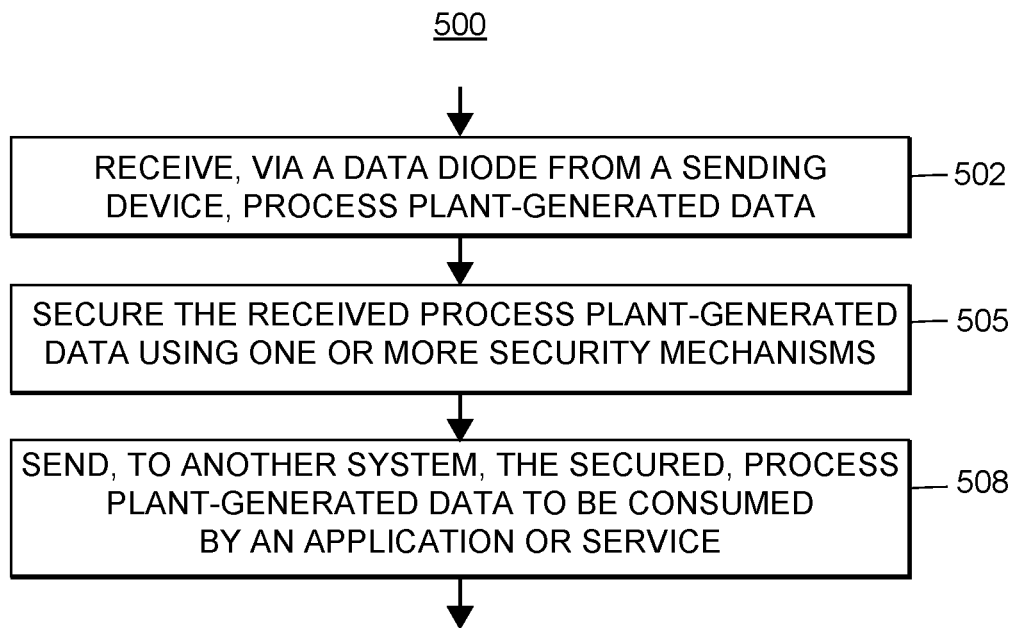 500
RECEIVE, VIA A DATA DIODE FROM A SENDING
DEVICE, PROCESS PLANT-GENERATED DATA
502
SECURE THE RECEIVED PROCESS PLANT-GENERATED
DATA USING ONE OR MORE SECURITY MECHANISMS
505
SEND, TO ANOTHER SYSTEM, THE SECURED, PROCESS
PLANT-GENERATED DATA TO BE CONSUMED
BY AN APPLICATION OR SERVICE
508